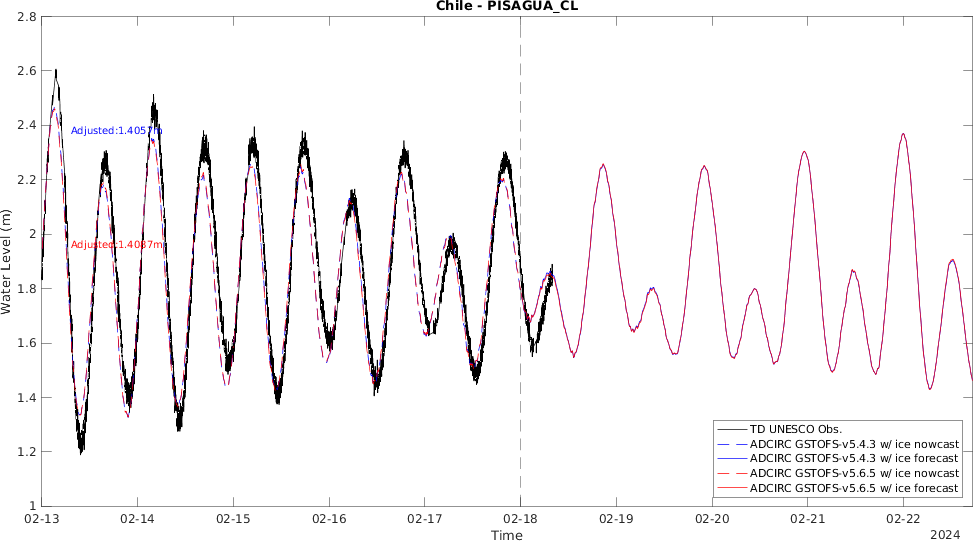 Chile - PISAGUA_CL
2.8
2.6
2.4
2.2
2
1.8
1.6
1.4
1.2
1
Water Level (m)
Adjusted:1.4057m
Adjusted:1.4037m
TD UNESCO Obs.
ADCIRC GSTOFS-v5.4.3 w/ ice nowcast
ADCIRC GSTOFS-v5.4.3 w/ ice forecast
ADCIRC GSTOFS-v5.6.5 w/ ice nowcast
ADCIRC GSTOFS-v5.6.5 w/ ice forecast
02-13 02-14 02-15 02-16 02-17 02-18 02-19 02-20 02-21 02-22
Time
2024